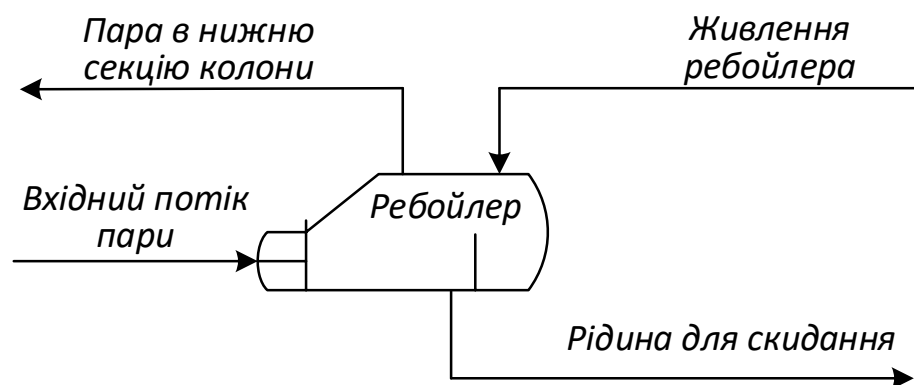 Пара в нижню
секцію колони
Живлення
ребойлера
Вхідний потік
пари
Ребойлер
Рідина для скидання